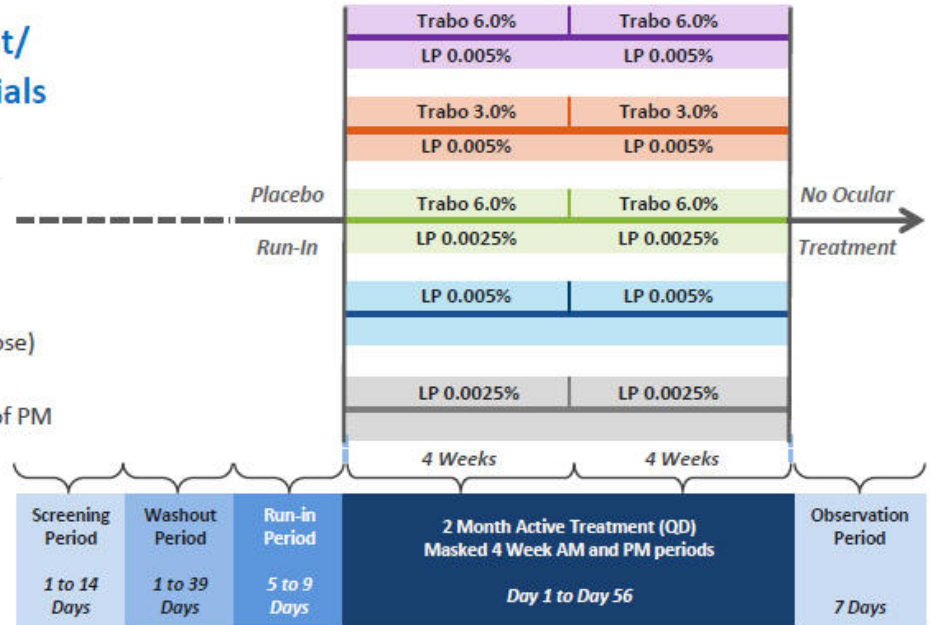 t/
ials
ose)
of PM
Placebo
Run-In
Trabo 6.0% Trabo 6.0%
LP 0.005% LP 0.005%
Trabo 3.0% Trabo 3.0%
LP 0.005% LP 0.005%
Trabo 6.0% Trabo 6.0%
LP 0.0025% LP 0.0025%
LP 0.005% LP 0.005%
LP 0.0025% LP 0.0025%
No Ocular
Treatment
4 Weeks 4 Weeks
Screening
Period
1 to 14
Days
Washout
Period
1 to 39
Days
Run-in
Period
5 to 9
Days
2 Month Active Treatment (QD)
Masked 4 Week AM and PM periods
Day 1 to Day 56
Observation
Period
7 Days